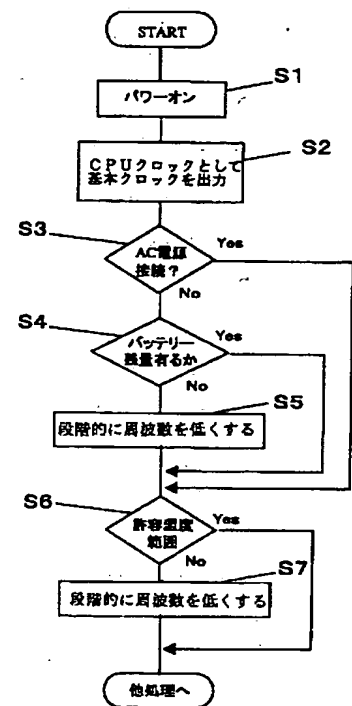 START
S1
パワーオン
S2
CPUクロックとして
基本クロックを出力
S3
AC電源
接続?
Yes
No
S4
バッテリー
残量有るか
Yes
No
S5
段階的に周波数を低くする
S6
許容温度
範囲
Yes
No
S7
段階的に周波数を低くする
他処理へ